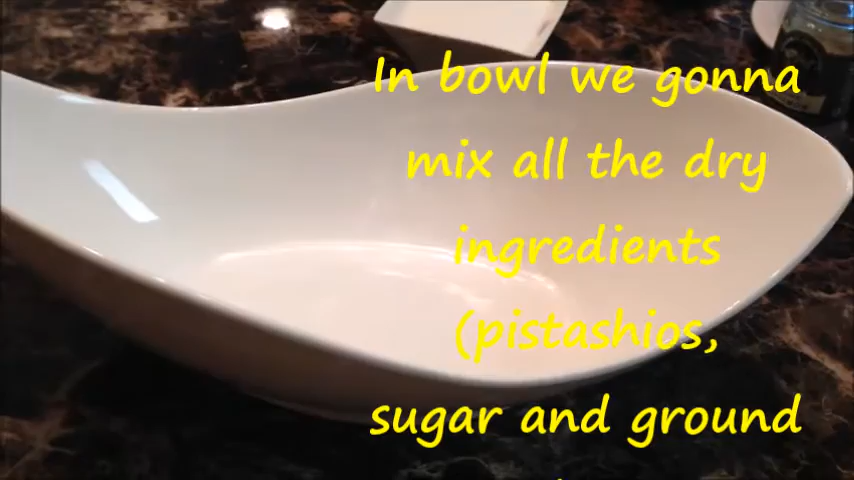 In bowl we gonna
mix all the dry
ingredients
(pistashios,
sugar and ground